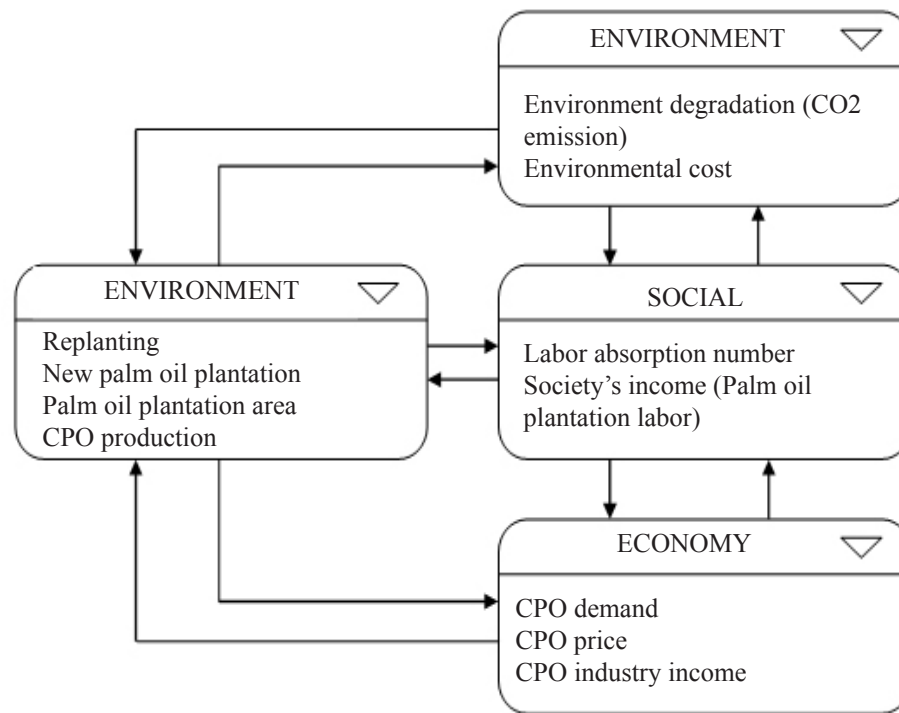 ENVIRONMENT
Environment degradation (CO2
emission)
Environmental cost
ENVIRONMENT
Replanting
New palm oil plantation
Palm oil plantation area
CPO production
SOCIAL
Labor absorption number
Society’s income (Palm oil
plantation labor)
ECONOMY
CPO demand
CPO price
CPO industry income